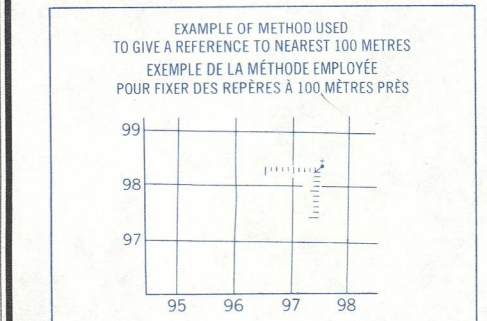 EXAMPLE OF METHOD USED
TO GIVE A REFERENCE TO NEAREST 100 METRES
EXEMPLE DE LA MÉTHODE EMPLOYÉE
POUR FIXER DES REPÈRES À 100 MÈTRES PRÈS
99
98
97
95 96 97 98